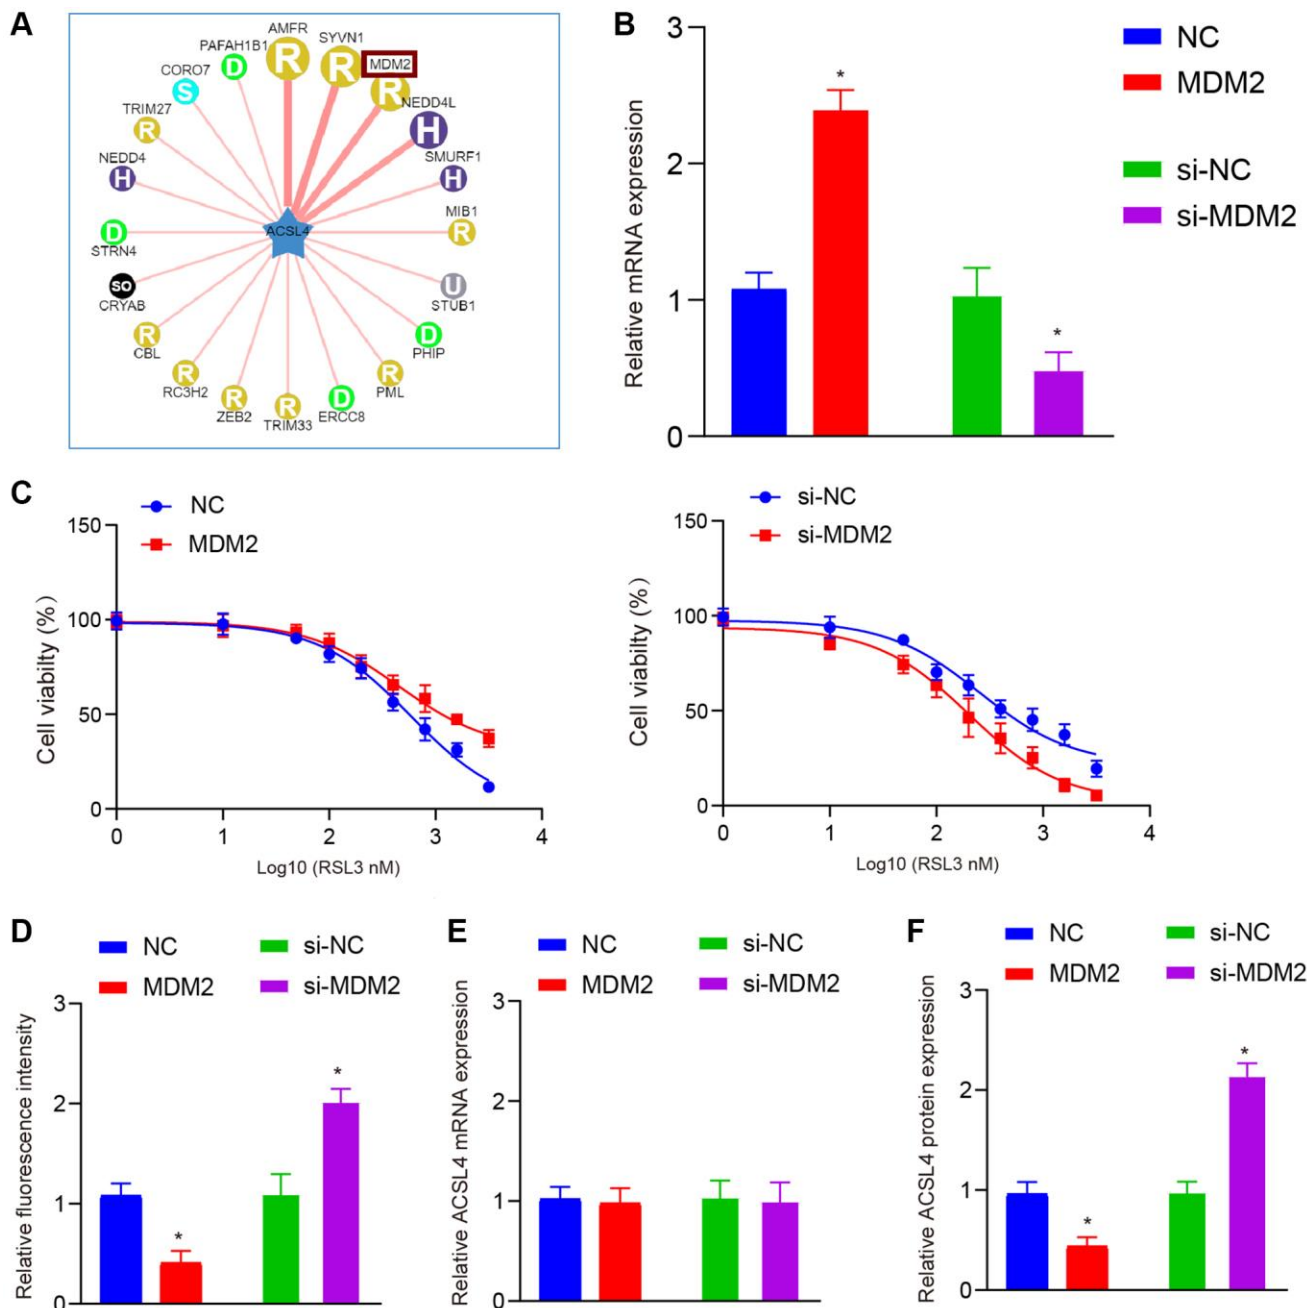 A
AMFR
SYVN1
PAFAH1B1
MDM2
CORO7
NEDD4L
TRIM27
SMURF1
NEDD4
MIB1
ACSL4
STRN4
STUB1
CRYAB
PHIP
CBL
PML
RC3H2
ERCC8
ZEB2
TRIM33
R
R
R
D
S
H
R
H
H
R
D
SO
U
R
D
R
R
R
R
D
B
Relative mRNA expression
3
2
1
0
*
*
NC
MDM2
si-NC
si-MDM2
C
NC
MDM2
Cell viabilty (%)
150
100
50
0
0 1 2 3 4
Log10 (RSL3 nM)
si-NC
si-MDM2
Cell viabilty (%)
150
100
50
0
0 1 2 3 4
Log10 (RSL3 nM)
D
NC
si-NC
MDM2
si-MDM2
Relative fluorescence intensity
3
2
1
0
*
*
E
NC
si-NC
MDM2
si-MDM2
Relative ACSL4 mRNA expression
3
2
1
0
F
NC
si-NC
MDM2
si-MDM2
Relative ACSL4 protein expression
3
2
1
0
*
*